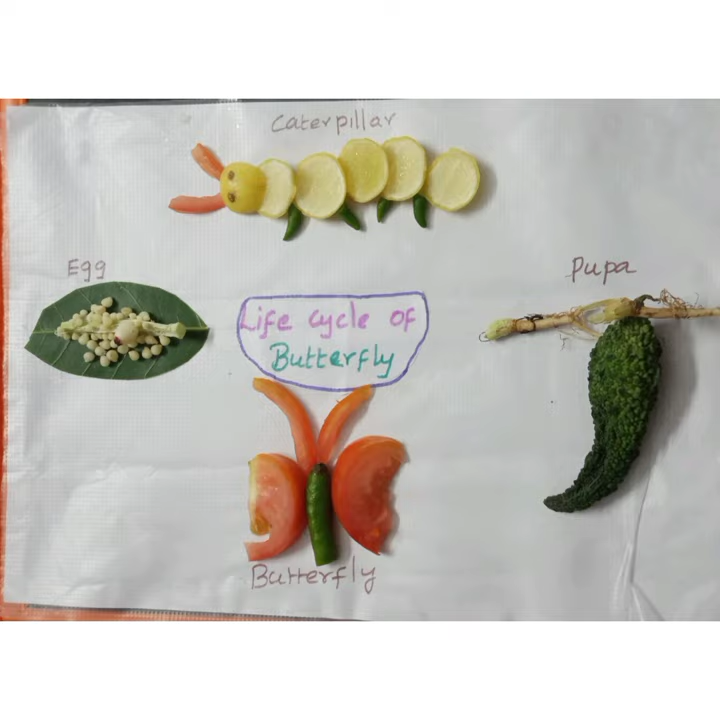 Caterpillar
Egg
Pupa
Life cycle of
Butterfly
Butterfly